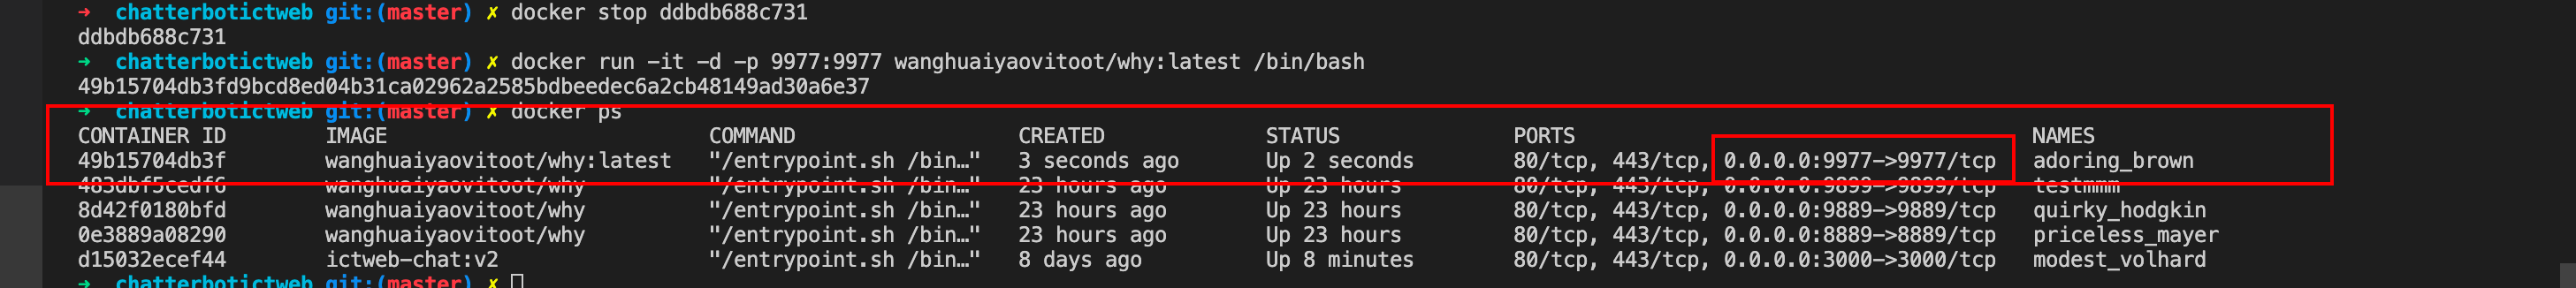 ➜  chatterbotictweb git:(master) ✗ docker stop ddbdb688c731
ddbdb688c731
➜  chatterbotictweb git:(master) ✗ docker run -it -d -p 9977:9977 wanghuaiyaovitoot/why:latest /bin/bash
49b15704db3fd9bcd8ed04b31ca02962a2585bdbeedec6a2cb48149ad30a6e37
➜  chatterbotictweb git:(master) ✗ docker ps
CONTAINER ID        IMAGE                          COMMAND                  CREATED             STATUS              PORTS                                     NAMES
49b15704db3f        wanghuaiyaovitoot/why:latest   "/entrypoint.sh /bin…"   3 seconds ago       Up 2 seconds        80/tcp, 443/tcp, 0.0.0.0:9977->9977/tcp   adoring_brown
483dbf5cedf6        wanghuaiyaovitoot/why          "/entrypoint.sh /bin…"   23 hours ago        Up 23 hours         80/tcp, 443/tcp, 0.0.0.0:9899->9899/tcp   testmmm
8d42f0180bfd        wanghuaiyaovitoot/why          "/entrypoint.sh /bin…"   23 hours ago        Up 23 hours         80/tcp, 443/tcp, 0.0.0.0:9889->9889/tcp   quirky_hodgkin
0e3889a08290        wanghuaiyaovitoot/why          "/entrypoint.sh /bin…"   23 hours ago        Up 23 hours         80/tcp, 443/tcp, 0.0.0.0:8889->8889/tcp   priceless_mayer
d15032ecef44        ictweb-chat:v2                 "/entrypoint.sh /bin…"   8 days ago          Up 8 minutes        80/tcp, 443/tcp, 0.0.0.0:3000->3000/tcp   modest_volhard
➜  chatterbotictweb git:(master) ✗